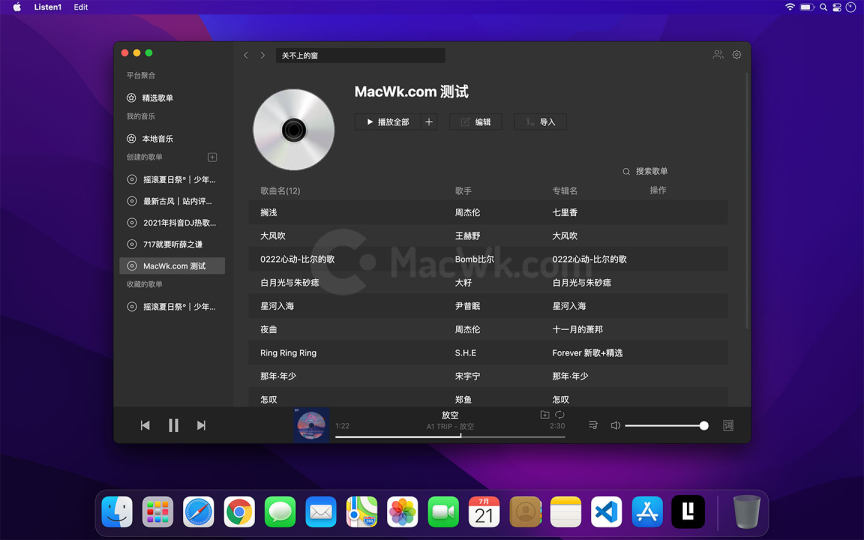 Listen1 Edit
关不上的窗
平台聚合
精选歌单
我的音乐
本地音乐
创建的歌单
摇滚夏日祭°｜少年...
最新古风｜站内评...
2021年抖音DJ热歌...
717就要听薛之谦
MacWk.com 测试
收藏的歌单
摇滚夏日祭°｜少年...
MacWk.com 测试
播放全部
编辑
导入
搜索歌单
歌曲名(12) 歌手 专辑名 操作
搁浅 周杰伦 七里香
大风吹 王赫野 大风吹
0222心动-比尔的歌 Bomb比尔 0222心动-比尔的歌
白月光与朱砂痣 大籽 白月光与朱砂痣
星河入海 尹昔眠 星河入海
夜曲 周杰伦 十一月的萧邦
Ring Ring Ring S.H.E Forever 新歌+精选
那年·年少 宋宇宁 那年·年少
怎叹 郑鱼 怎叹
MacWk.com
放空
1:22 A1 TRIP - 放空 2:30
词
7月
21